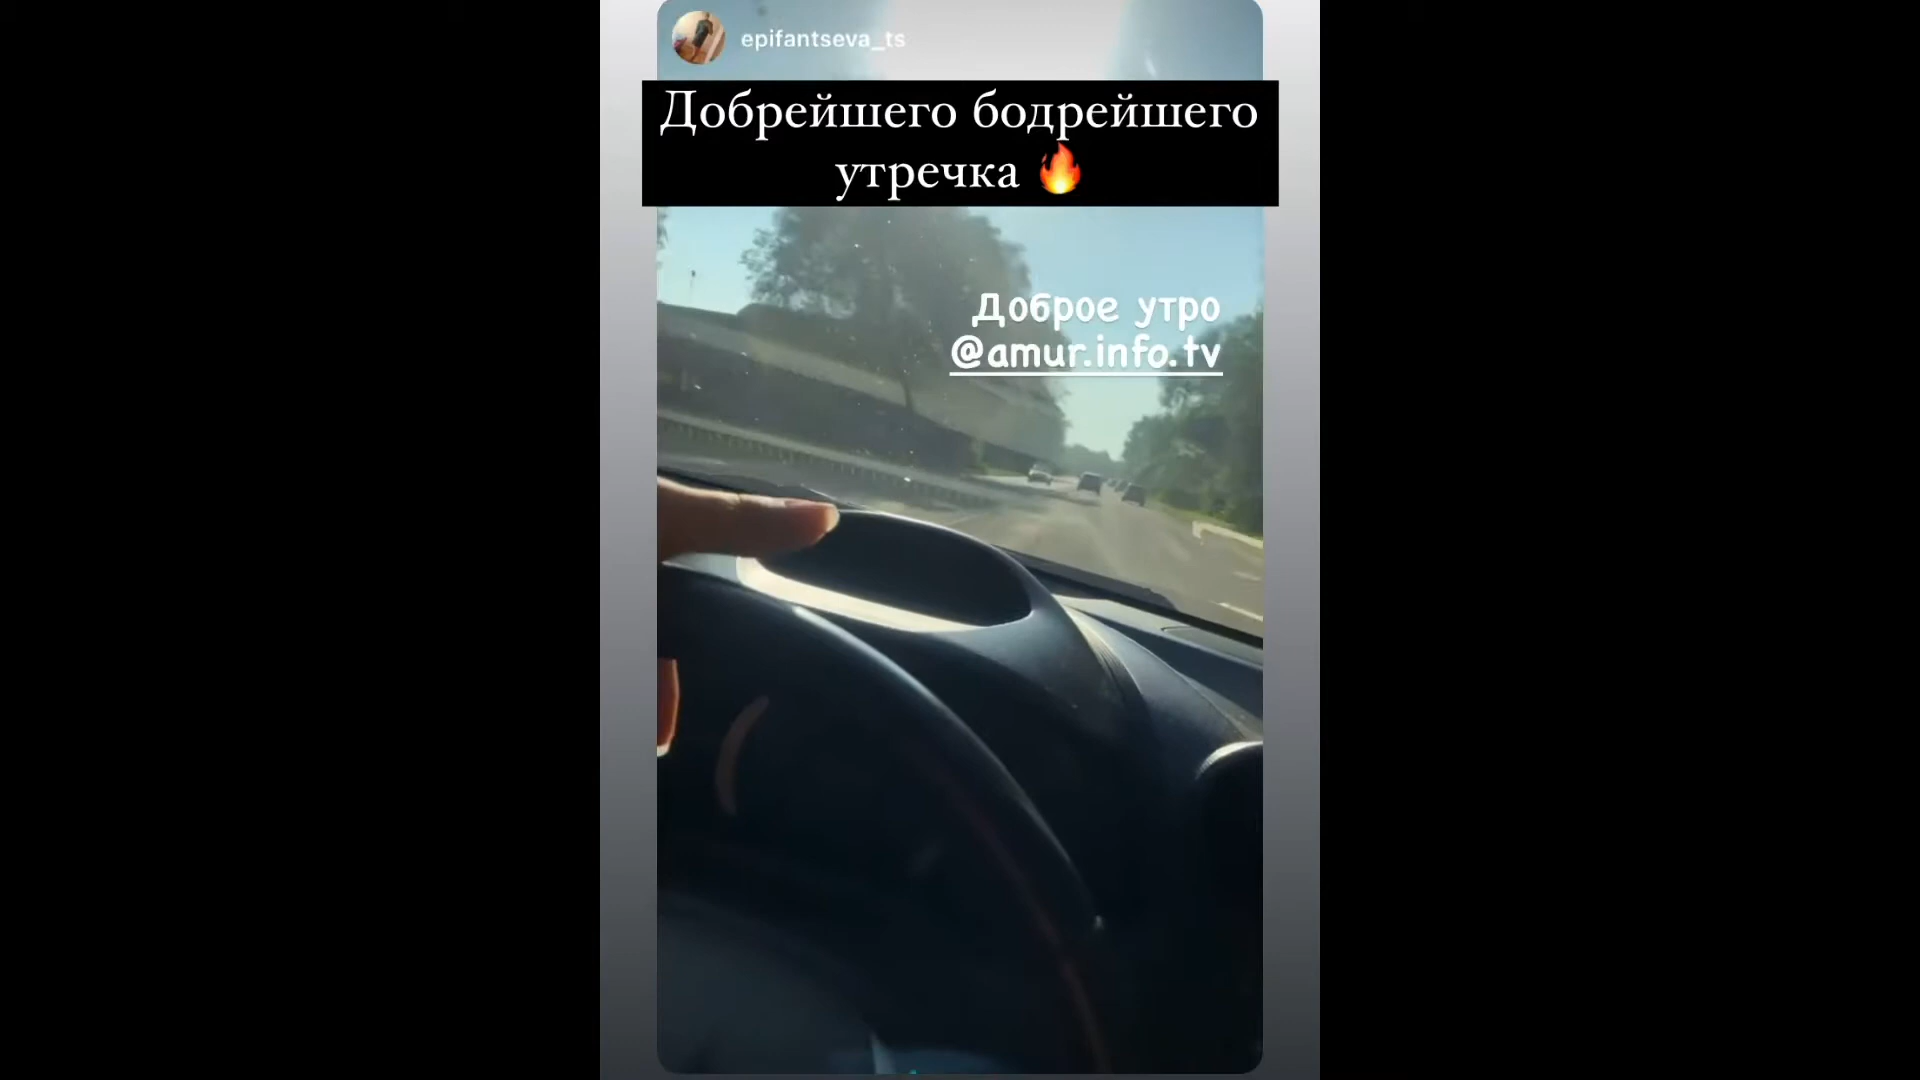 epifantseva_ts
Добрейшего бодрейшего
утречка 🔥
Доброе утро
@amur.info.tv